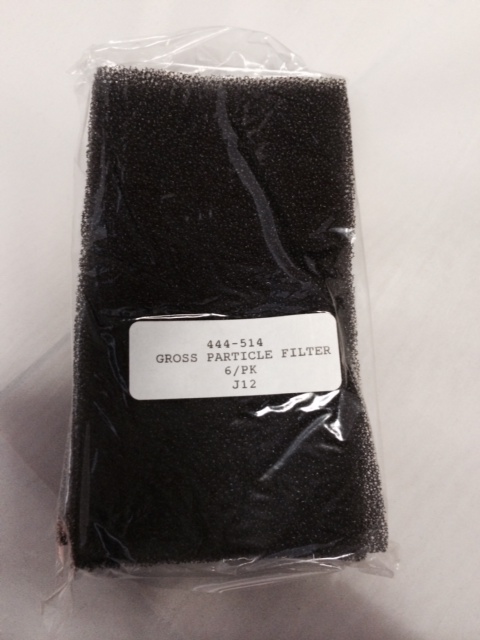 444-514
GROSS PARTICLE FILTER
6/PK
J12